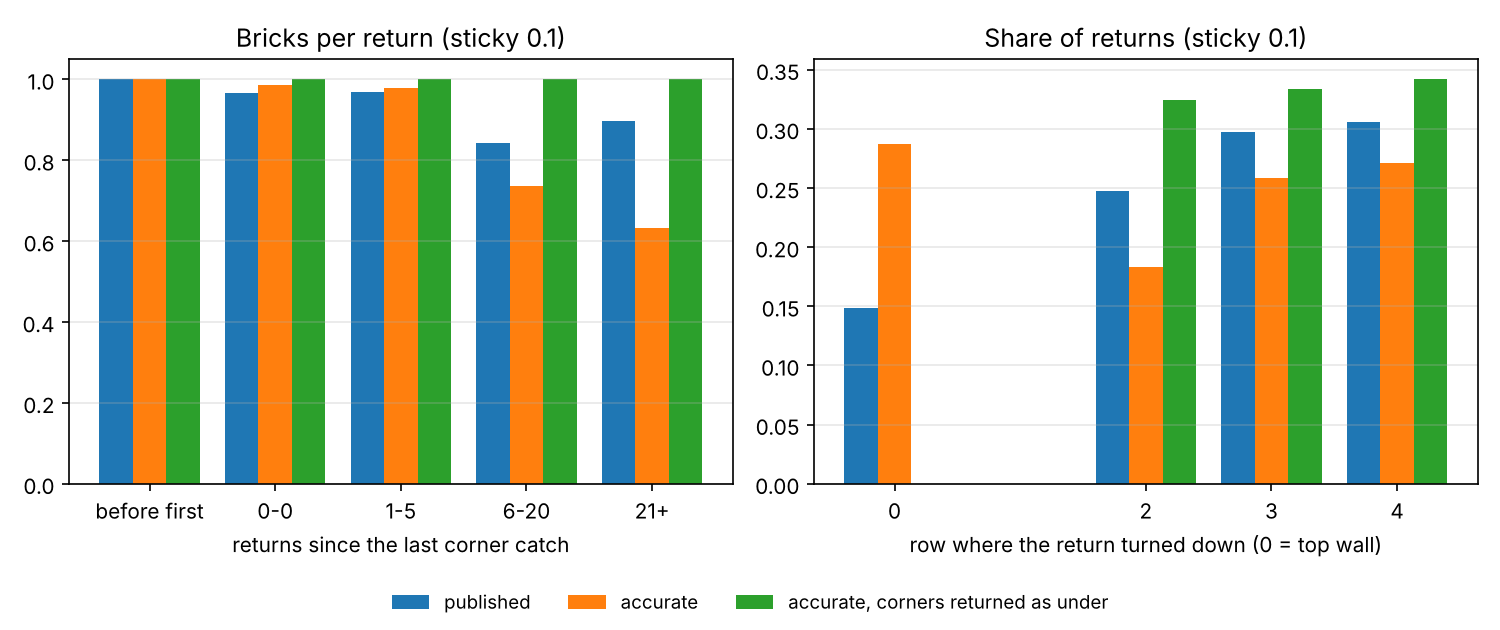 Bricks per return (sticky 0.1)
1.0
0.8
0.6
0.4
0.2
0.0
before first
0-0
1-5
6-20
21+
returns since the last corner catch
Share of returns (sticky 0.1)
0.35
0.30
0.25
0.20
0.15
0.10
0.05
0.00
0
2
3
4
row where the return turned down (0 = top wall)
published
accurate
accurate, corners returned as under